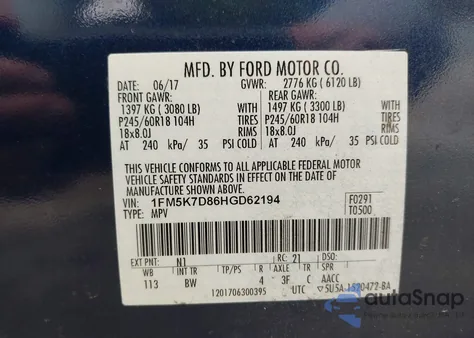 MFD. BY FORD MOTOR CO.
DATE: 06/17 GVWR: 2776 KG ( 6120 LB)
FRONT GAWR: REAR GAWR:
1397 KG ( 3080 LB) WITH 1497 KG ( 3300 LB) WITH
P245/60R18 104H TIRES P245/60R18 104H TIRES
18x8.0J RIMS 18x8.0J RIMS
AT 240 kPa/ 35 PSI COLD AT 240 kPa/ 35 PSI COLD
THIS VEHICLE CONFORMS TO ALL APPLICABLE FEDERAL MOTOR
VEHICLE SAFETY STANDARDS IN EFFECT ON THE DATE OF
MANUFACTURE SHOWN ABOVE.
VIN: 1FM5K7D86HGD62194 F0291
TYPE: MPV T0500
EXT PNT: N1 RC: 21 DSO:
WB INT TR TP/PS R AXLE TR SPR
113 BW 4 3F C AACC
1201706300395 UTC
autoSnap